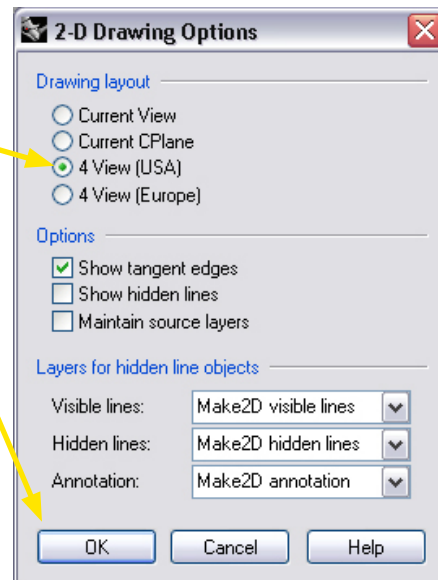 2-D Drawing Options
Drawing layout
Current View
Current CPlane
4 View (USA)
4 View (Europe)
Options
Show tangent edges
Show hidden lines
Maintain source layers
Layers for hidden line objects
Visible lines: Make2D visible lines
Hidden lines: Make2D hidden lines
Annotation: Make2D annotation
OK Cancel Help